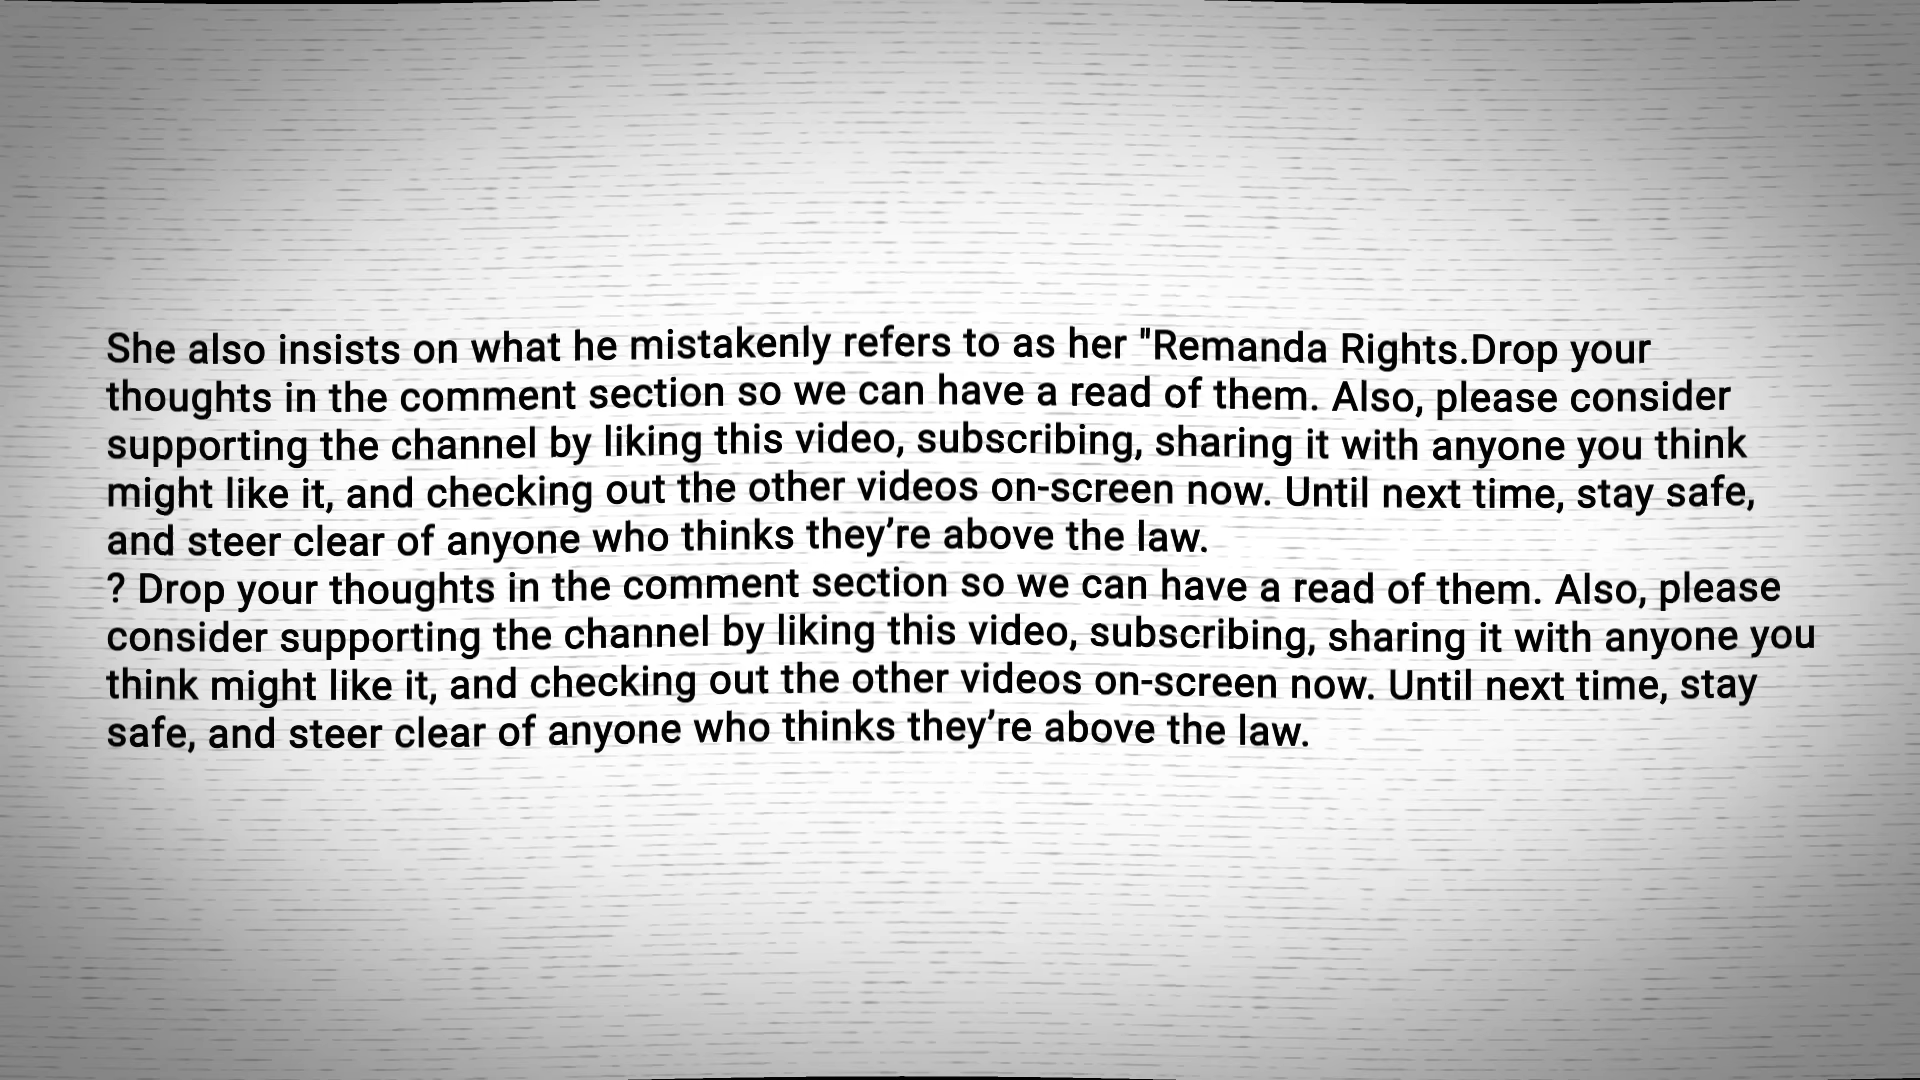 She also insists on what he mistakenly refers to as her "Remanda Rights.Drop your
thoughts in the comment section so we can have a read of them. Also, please consider
supporting the channel by liking this video, subscribing, sharing it with anyone you think
might like it, and checking out the other videos on-screen now. Until next time, stay safe,
and steer clear of anyone who thinks they’re above the law.
? Drop your thoughts in the comment section so we can have a read of them. Also, please
consider supporting the channel by liking this video, subscribing, sharing it with anyone you
think might like it, and checking out the other videos on-screen now. Until next time, stay
safe, and steer clear of anyone who thinks they’re above the law.